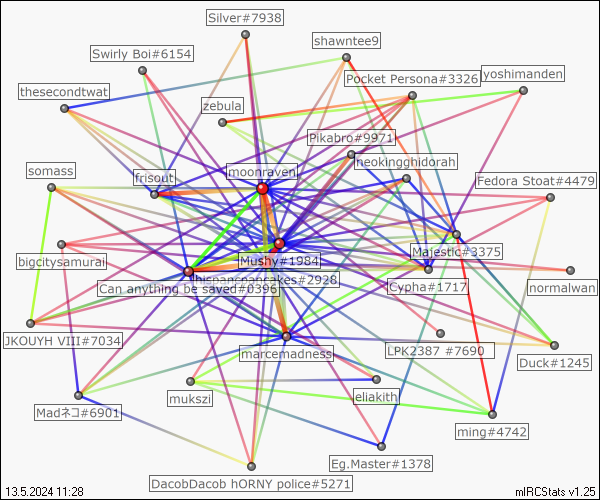 Silver#7938
shawntee9
Swirly Boi#6154
Pocket Persona#3326
yoshimanden
thesecondtwat
zebula
Pikabro#9971
neokingghidorah
somass
frisout
moonraven
Fedora Stoat#4479
bigcitysamurai
Mushy#1984
Majestic#3375
Can anything be saved#0396
Cypha#1717
normalwan
JKOUYH VIII#7034
marcemadness
LPK2387 #7690
Duck#1245
Madネコ#6901
mukszi
eliakith
ming#4742
DacobDacob hORNY police#5271
Eg.Master#1378
13.5.2024 11:28
mIRCStats v1.25